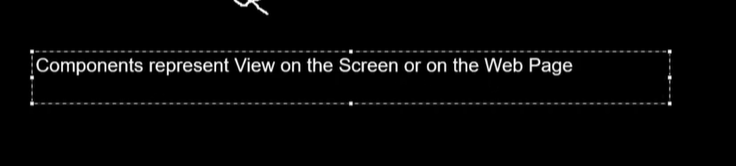 Components represent View on the Screen or on the Web Page